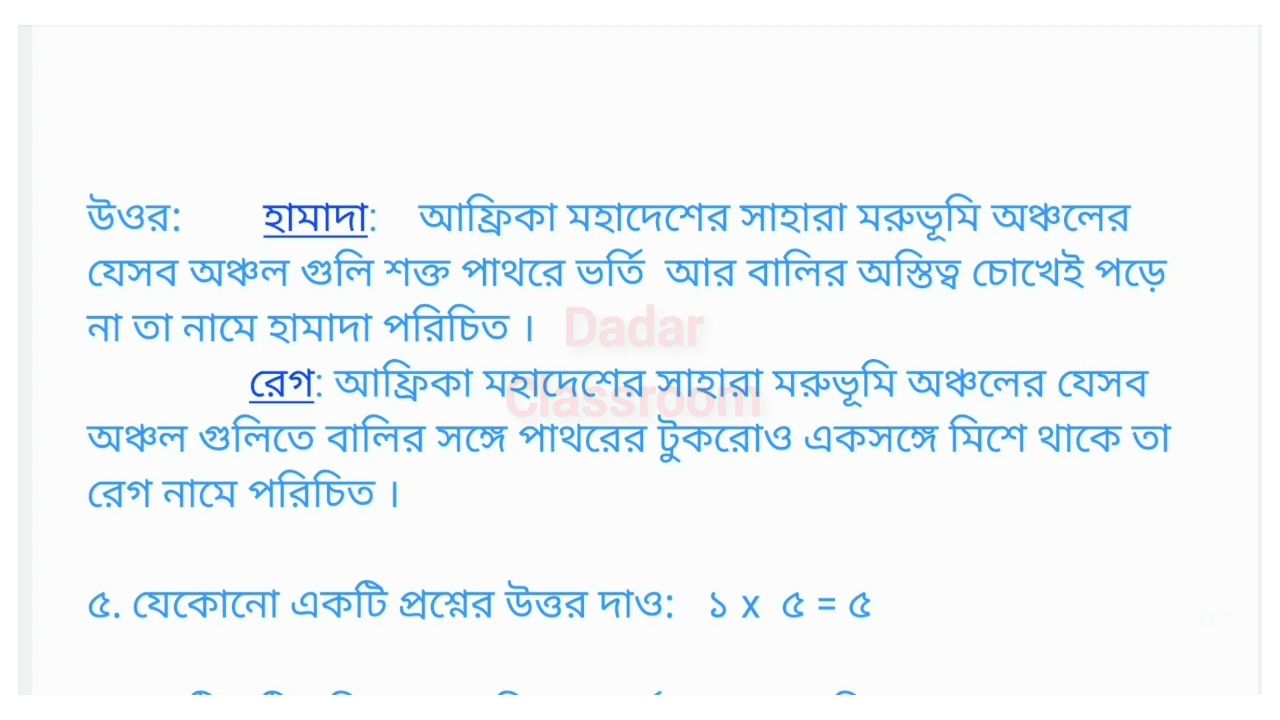 উওর: হামাদা: আফ্রিকা মহাদেশের সাহারা মরুভূমি অঞ্চলের
যেসব অঞ্চল গুলি শক্ত পাথরে ভর্তি আর বালির অস্তিত্ব চোখেই পড়ে
না তা নামে হামাদা পরিচিত ।
Dadar
Classroom
রেগ: আফ্রিকা মহাদেশের সাহারা মরুভূমি অঞ্চলের যেসব
অঞ্চল গুলিতে বালির সঙ্গে পাথরের টুকরোও একসঙ্গে মিশে থাকে তা
রেগ নামে পরিচিত ।
৫. যেকোনো একটি প্রশ্নের উত্তর দাও: ১ x ৫ = ৫